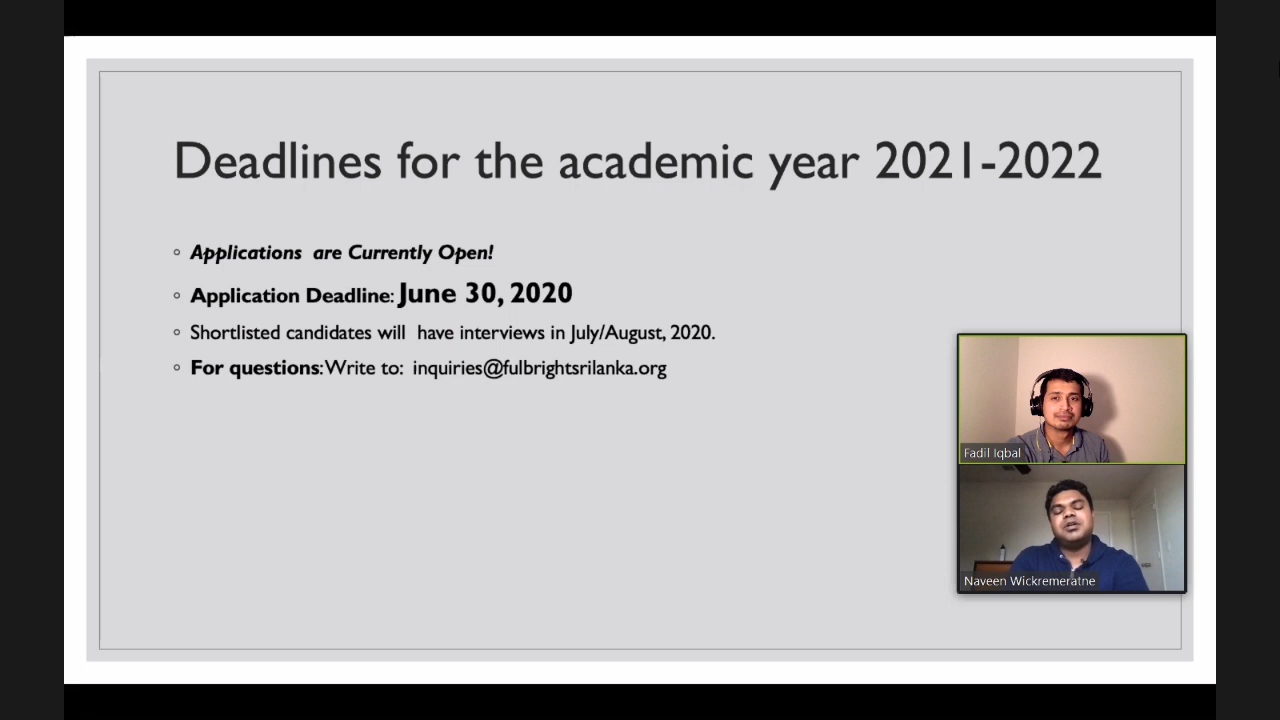 Deadlines for the academic year 2021-2022
Applications are Currently Open!
Application Deadline: June 30, 2020
Shortlisted candidates will have interviews in July/August, 2020.
For questions: Write to: inquiries@fulbrightsrilanka.org
Fadil Iqbal
Naveen Wickremeratne